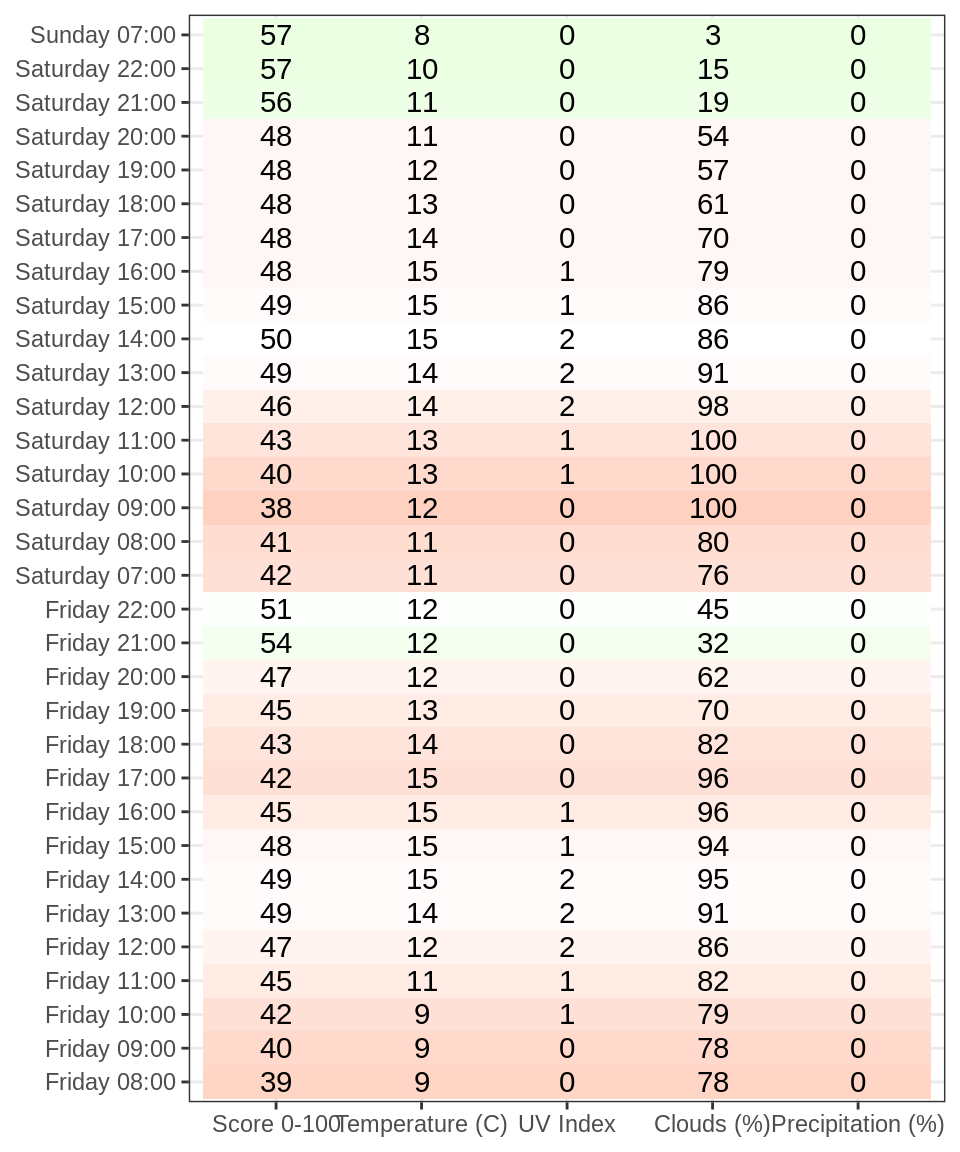 Sunday 07:00 57 8 0 3 0
Saturday 22:00 57 10 0 15 0
Saturday 21:00 56 11 0 19 0
Saturday 20:00 48 11 0 54 0
Saturday 19:00 48 12 0 57 0
Saturday 18:00 48 13 0 61 0
Saturday 17:00 48 14 0 70 0
Saturday 16:00 48 15 1 79 0
Saturday 15:00 49 15 1 86 0
Saturday 14:00 50 15 2 86 0
Saturday 13:00 49 14 2 91 0
Saturday 12:00 46 14 2 98 0
Saturday 11:00 43 13 1 100 0
Saturday 10:00 40 13 1 100 0
Saturday 09:00 38 12 0 100 0
Saturday 08:00 41 11 0 80 0
Saturday 07:00 42 11 0 76 0
Friday 22:00 51 12 0 45 0
Friday 21:00 54 12 0 32 0
Friday 20:00 47 12 0 62 0
Friday 19:00 45 13 0 70 0
Friday 18:00 43 14 0 82 0
Friday 17:00 42 15 0 96 0
Friday 16:00 45 15 1 96 0
Friday 15:00 48 15 1 94 0
Friday 14:00 49 15 2 95 0
Friday 13:00 49 14 2 91 0
Friday 12:00 47 12 2 86 0
Friday 11:00 45 11 1 82 0
Friday 10:00 42 9 1 79 0
Friday 09:00 40 9 0 78 0
Friday 08:00 39 9 0 78 0
Score 0-100 Temperature (C) UV Index Clouds (%) Precipitation (%)